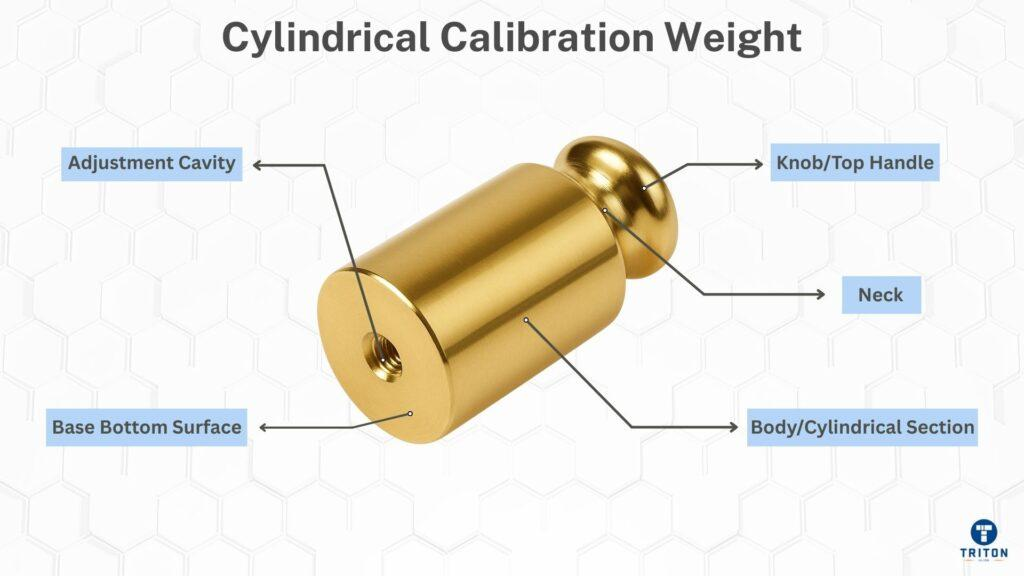 Cylindrical Calibration Weight
Adjustment Cavity
Knob/Top Handle
Neck
Base Bottom Surface
Body/Cylindrical Section
TRITON